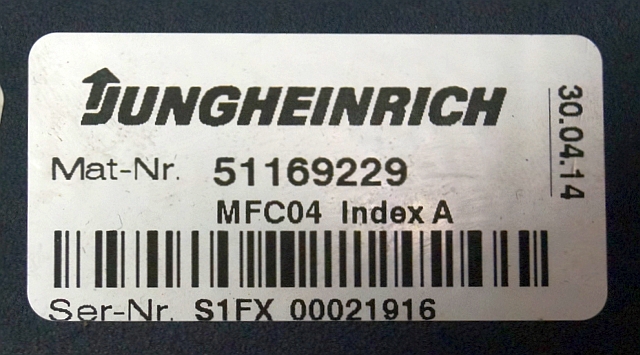 JUNGHEINRICH
30.04.14
Mat-Nr. 51169229
MFC04 Index A
Ser-Nr. S1FX 00021916